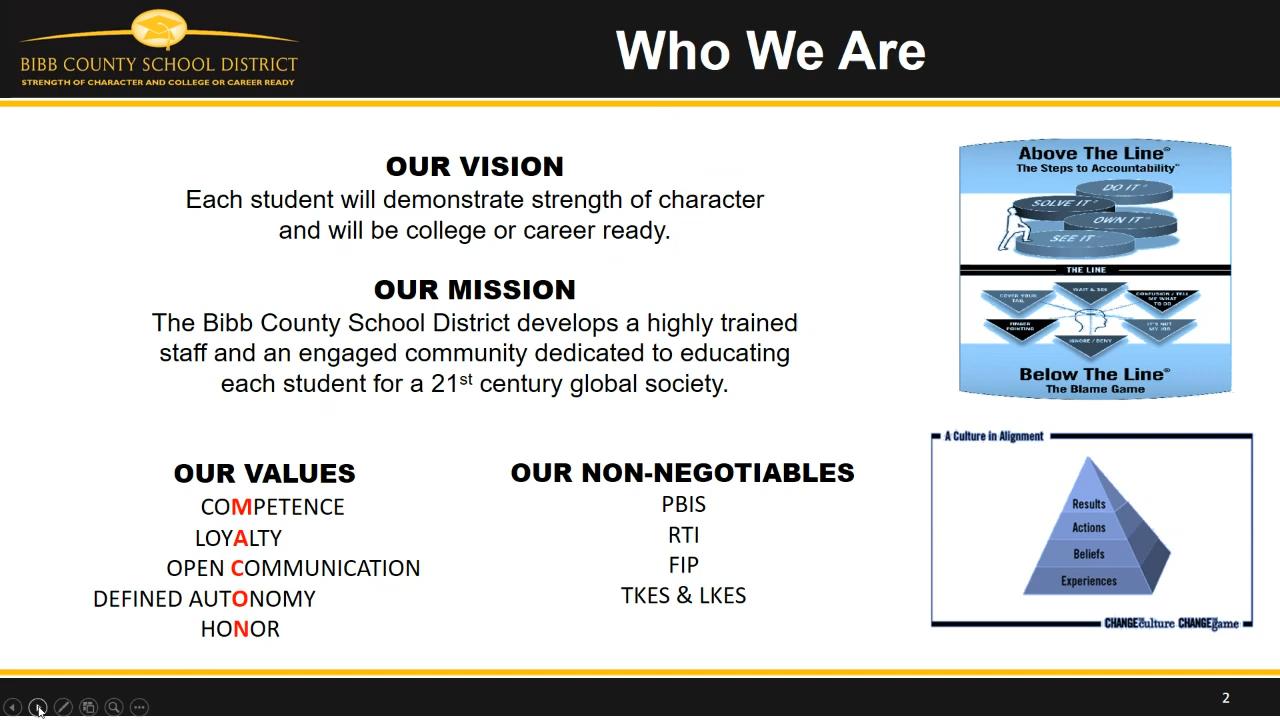 BIBB COUNTY SCHOOL DISTRICT
STRENGTH OF CHARACTER AND COLLEGE OR CAREER READY
Who We Are
OUR VISION
Each student will demonstrate strength of character
and will be college or career ready.
OUR MISSION
The Bibb County School District develops a highly trained
staff and an engaged community dedicated to educating
each student for a 21st century global society.
OUR VALUES
COMPETENCE
LOYALTY
OPEN COMMUNICATION
DEFINED AUTONOMY
HONOR
OUR NON-NEGOTIABLES
PBIS
RTI
FIP
TKES & LKES
Above The Line®
The Steps to Accountability™
DO IT®
SOLVE IT®
OWN IT®
SEE IT®
THE LINE
WAIT & SEE
COVER YOUR TAIL
CONFUSION / TELL ME WHAT TO DO
FINGER POINTING
IT'S NOT MY JOB
IGNORE / DENY
Below The Line®
The Blame Game
A Culture in Alignment
Results
Actions
Beliefs
Experiences
CHANGE the culture CHANGE the game
2